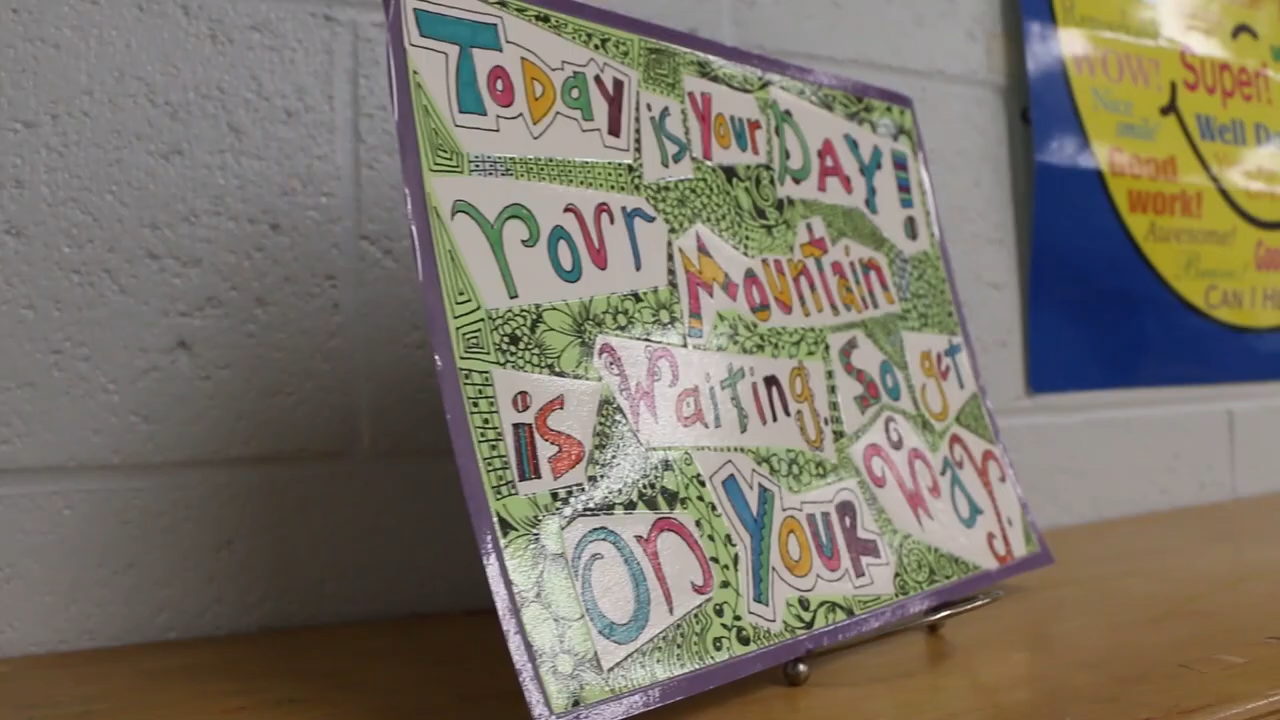 Today is Your DAY!
Your Mountain
is Waiting. So get
On YOUR Way.
WOW! Super!
Nice smile!
Well
Good work!
Awesome!
CAN I